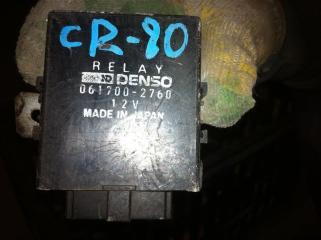 CR-90
RELAY
DENSO
061700-2760
12V
MADE IN JAPAN